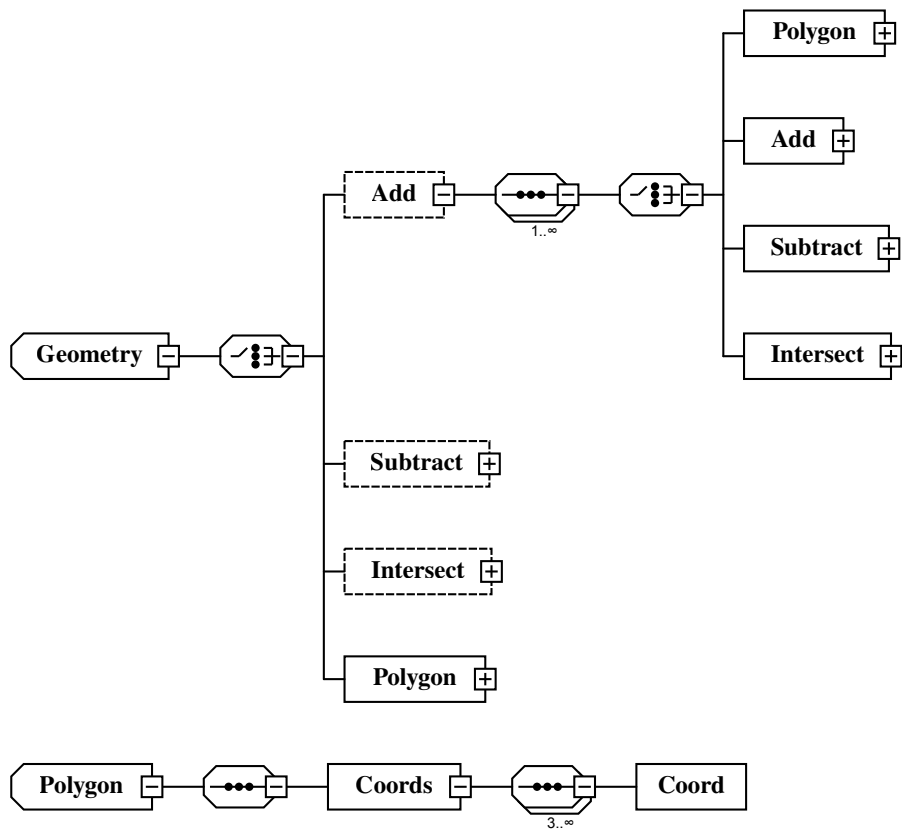 Polygon
Add
Add
1..∞
Subtract
Geometry
Intersect
Subtract
Intersect
Polygon
Polygon
Coords
Coord
3..∞